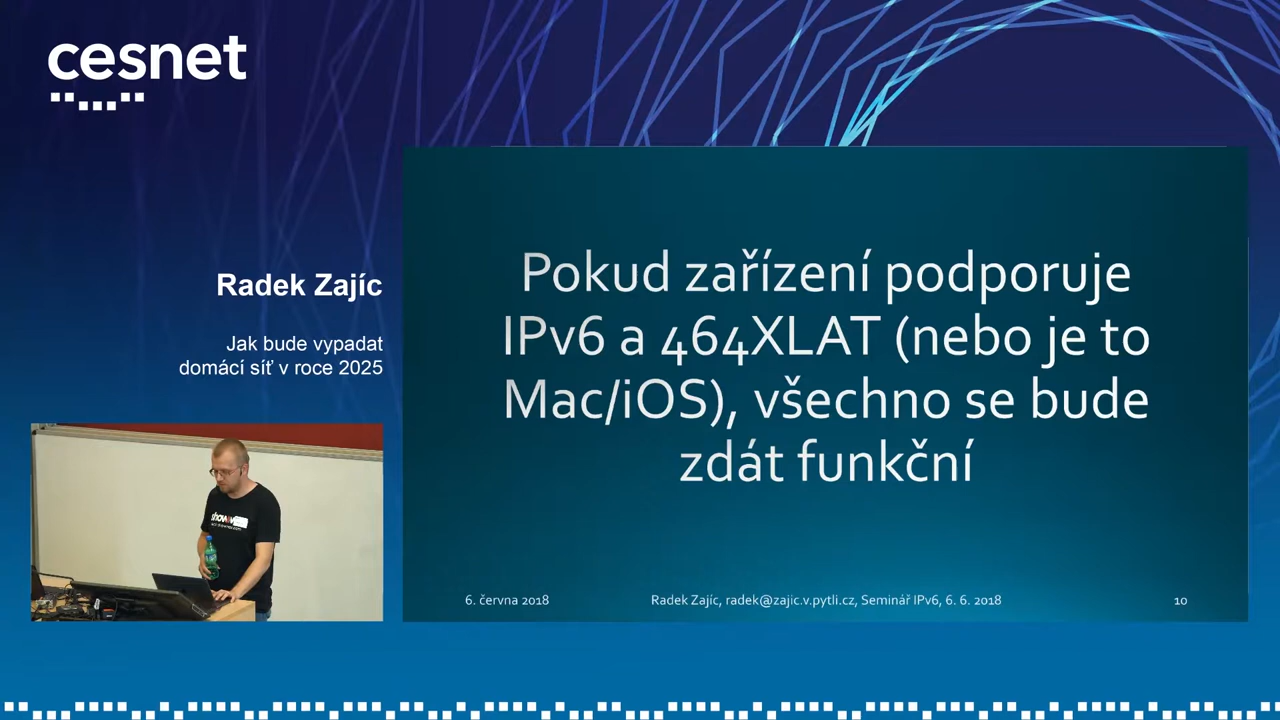 cesnet
Radek Zajíc
Jak bude vypadat
domácí síť v roce 2025
Pokud zařízení podporuje
IPv6 a 464XLAT (nebo je to
Mac/iOS), všechno se bude
zdát funkční
6. června 2018
Radek Zajíc, radek@zajic.v.pytli.cz, Seminář IPv6, 6. 6. 2018
10